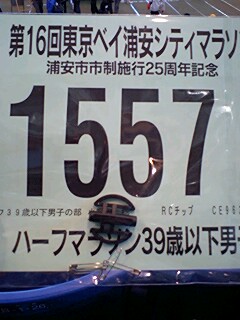 第16回東京ベイ浦安シティマラソ
浦安市市制施行25周年記念
1557
フ39歳以下男子の部 RCチップ CE96
ハーフマラソン39歳以下男子